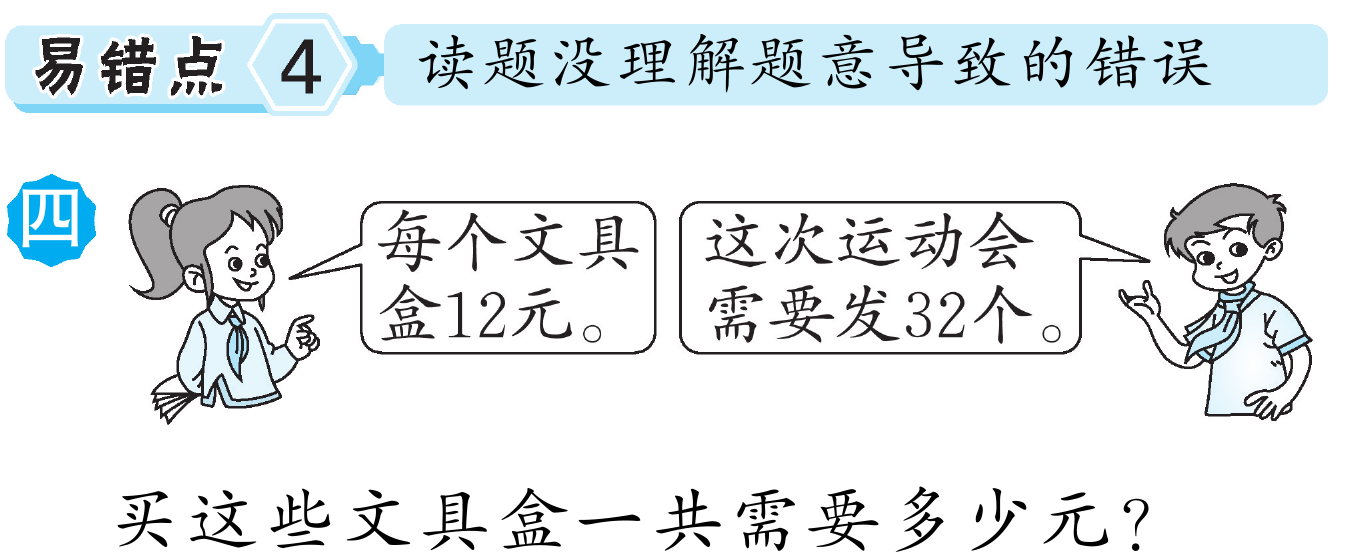 易错点 4 读题没理解题意导致的错误
四
每个文具
盒12元。
这次运动会
需要发32个。
买这些文具盒一共需要多少元?